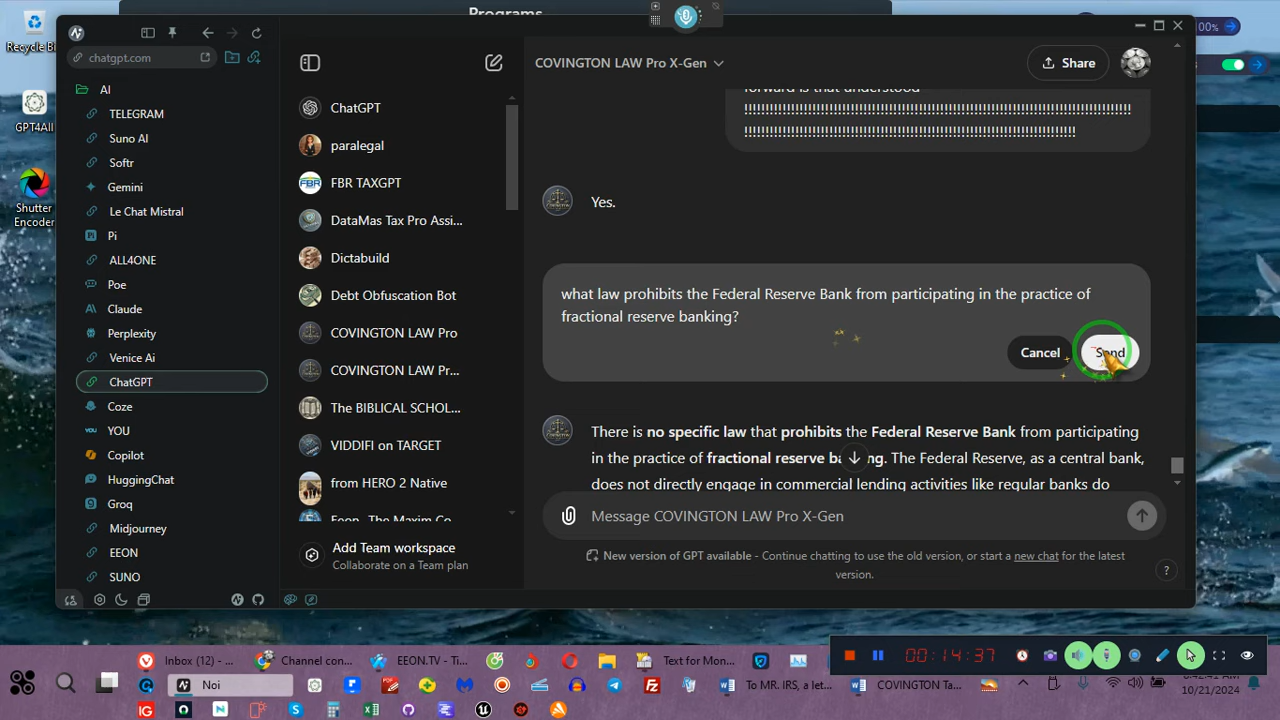 Programs
Recycle Bi
GPT4All
Shutter
Encoder
100%
chatgpt.com
AI
TELEGRAM
Suno AI
Softr
Gemini
Le Chat Mistral
Pi
ALL4ONE
Poe
Claude
Perplexity
Venice Ai
ChatGPT
Coze
YOU
YOU
Copilot
HuggingChat
Groq
Midjourney
EEON
SUNO
ChatGPT
paralegal
FBR TAXGPT
DataMas Tax Pro Assi...
Dictabuild
Debt Obfuscation Bot
COVINGTON LAW Pro
COVINGTON LAW Pr...
The BIBLICAL SCHOL...
VIDDIFI on TARGET
from HERO 2 Native
Eeon- The Maxim Co
Add Team workspace
Collaborate on a Team plan
COVINGTON LAW Pro X-Gen
Share
forward is that understood
!!!!!!!!!!!!!!!!!!!!!!!!!!!!!!!!!!!!!!!!!!!!!!!!!!!!!!!!!!!!!!!!!!!!!!!!!!!!!!!!!!!!!!
!!!!!!!!!!!!!!!!!!!!!!!!!!!!!!!!!!!!!!!!!!!!!!!!!!!!!!!!!!!!!!!!!!!!!!!!!!
Yes.
what law prohibits the Federal Reserve Bank from participating in the practice of
fractional reserve banking?
Cancel
Send
There is no specific law that prohibits the Federal Reserve Bank from participating
in the practice of fractional reserve banking. The Federal Reserve, as a central bank,
does not directly engage in commercial lending activities like regular banks do
Message COVINGTON LAW Pro X-Gen
New version of GPT available - Continue chatting to use the old version, or start a new chat for the latest
version.
?
00:14:37
Inbox (12) - ...
Channel con...
EEON.TV - Ti...
Text for Mon...
Noi
To MR. IRS, a let...
COVINGTON Ta...
10/21/2024